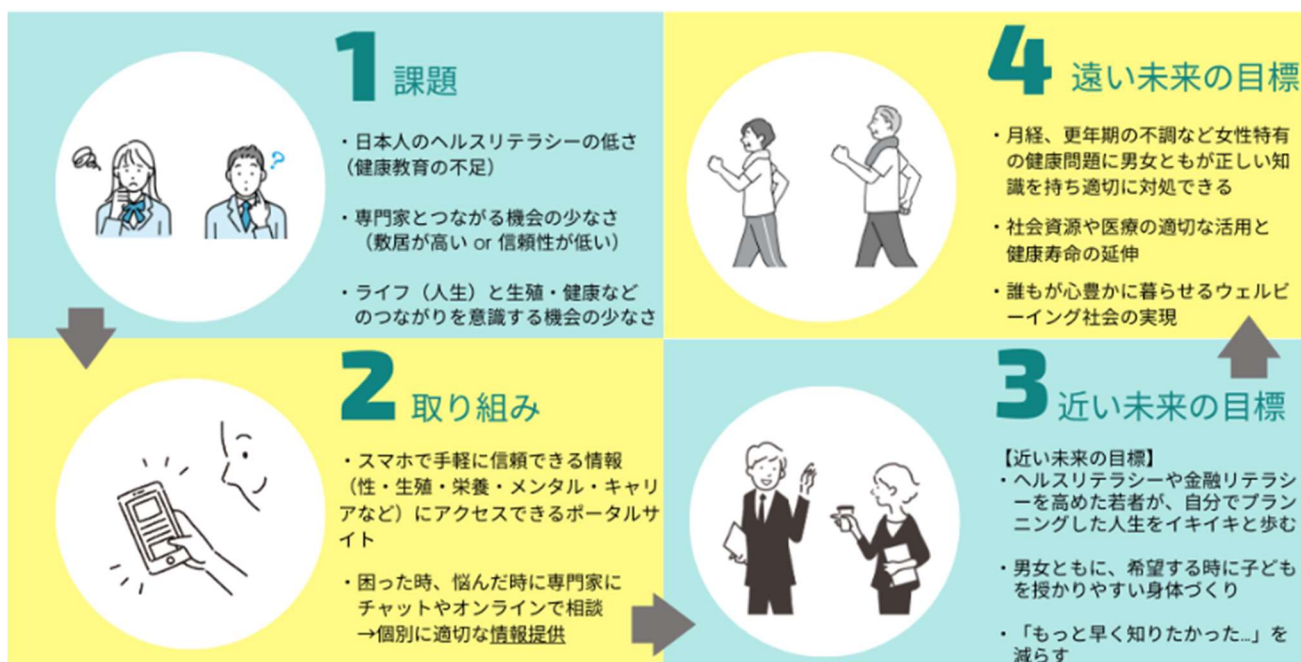 1 課題
・日本人のヘルスリテラシーの低さ
（健康教育の不足）
・専門家とつながる機会の少なさ
（敷居が高い or 信頼性が低い）
・ライフ（人生）と生殖・健康など
のつながりを意識する機会の少なさ
?
2 取り組み
・スマホで手軽に信頼できる情報
（性・生殖・栄養・メンタル・キャリ
アなど）にアクセスできるポータルサ
イト
・困った時、悩んだ時に専門家に
チャットやオンラインで相談
→個別に適切な情報提供
3 近い未来の目標
【近い未来の目標】
・ヘルスリテラシーや金融リテラシ
ーを高めた若者が、自分でプラン
ニングした人生をイキイキと歩む
・男女ともに、希望する時に子ども
を授かりやすい身体づくり
・「もっと早く知りたかった…」を
減らす
4 遠い未来の目標
・月経、更年期の不調など女性特有
の健康問題に男女ともが正しい知
識を持ち適切に対処できる
・社会資源や医療の適切な活用と
健康寿命の延伸
・誰もが心豊かに暮らせるウェルビ
ーイング社会の実現